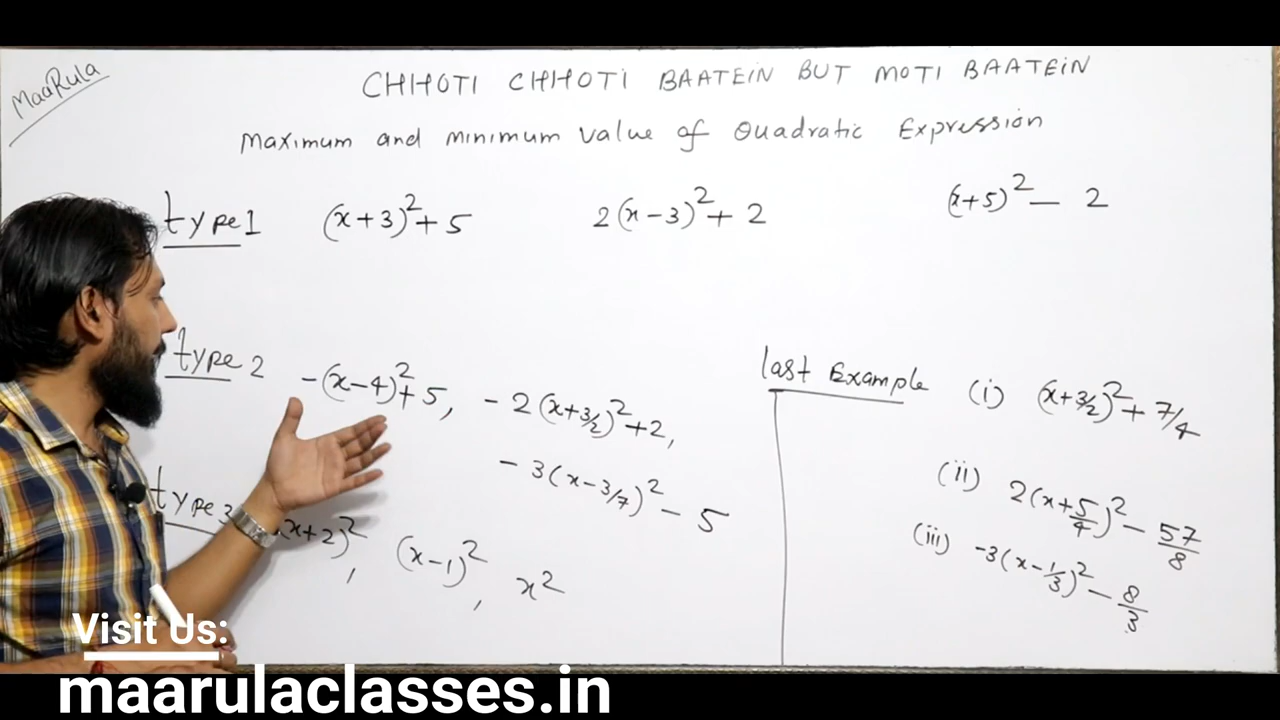 MaaRula
CHHOTI CHHOTI BAATEIN BUT MOTI BAATEIN
Maximum and minimum value of Quadratic Expression
type 1 (x+3)²+5 2(x-3)²+2 (x+5)²-2
type 2 -(x-4)²+5, -2(x+3/2)²+2,
-3(x-3/7)²-5
type 3 (x+2)², (x-1)², x²
last Example (i) (x+3/2)²+7/4
(ii) 2(x+5/4)²-57/8
(iii) -3(x-1/3)²-8/3
Visit Us:
maarulaclasses.in